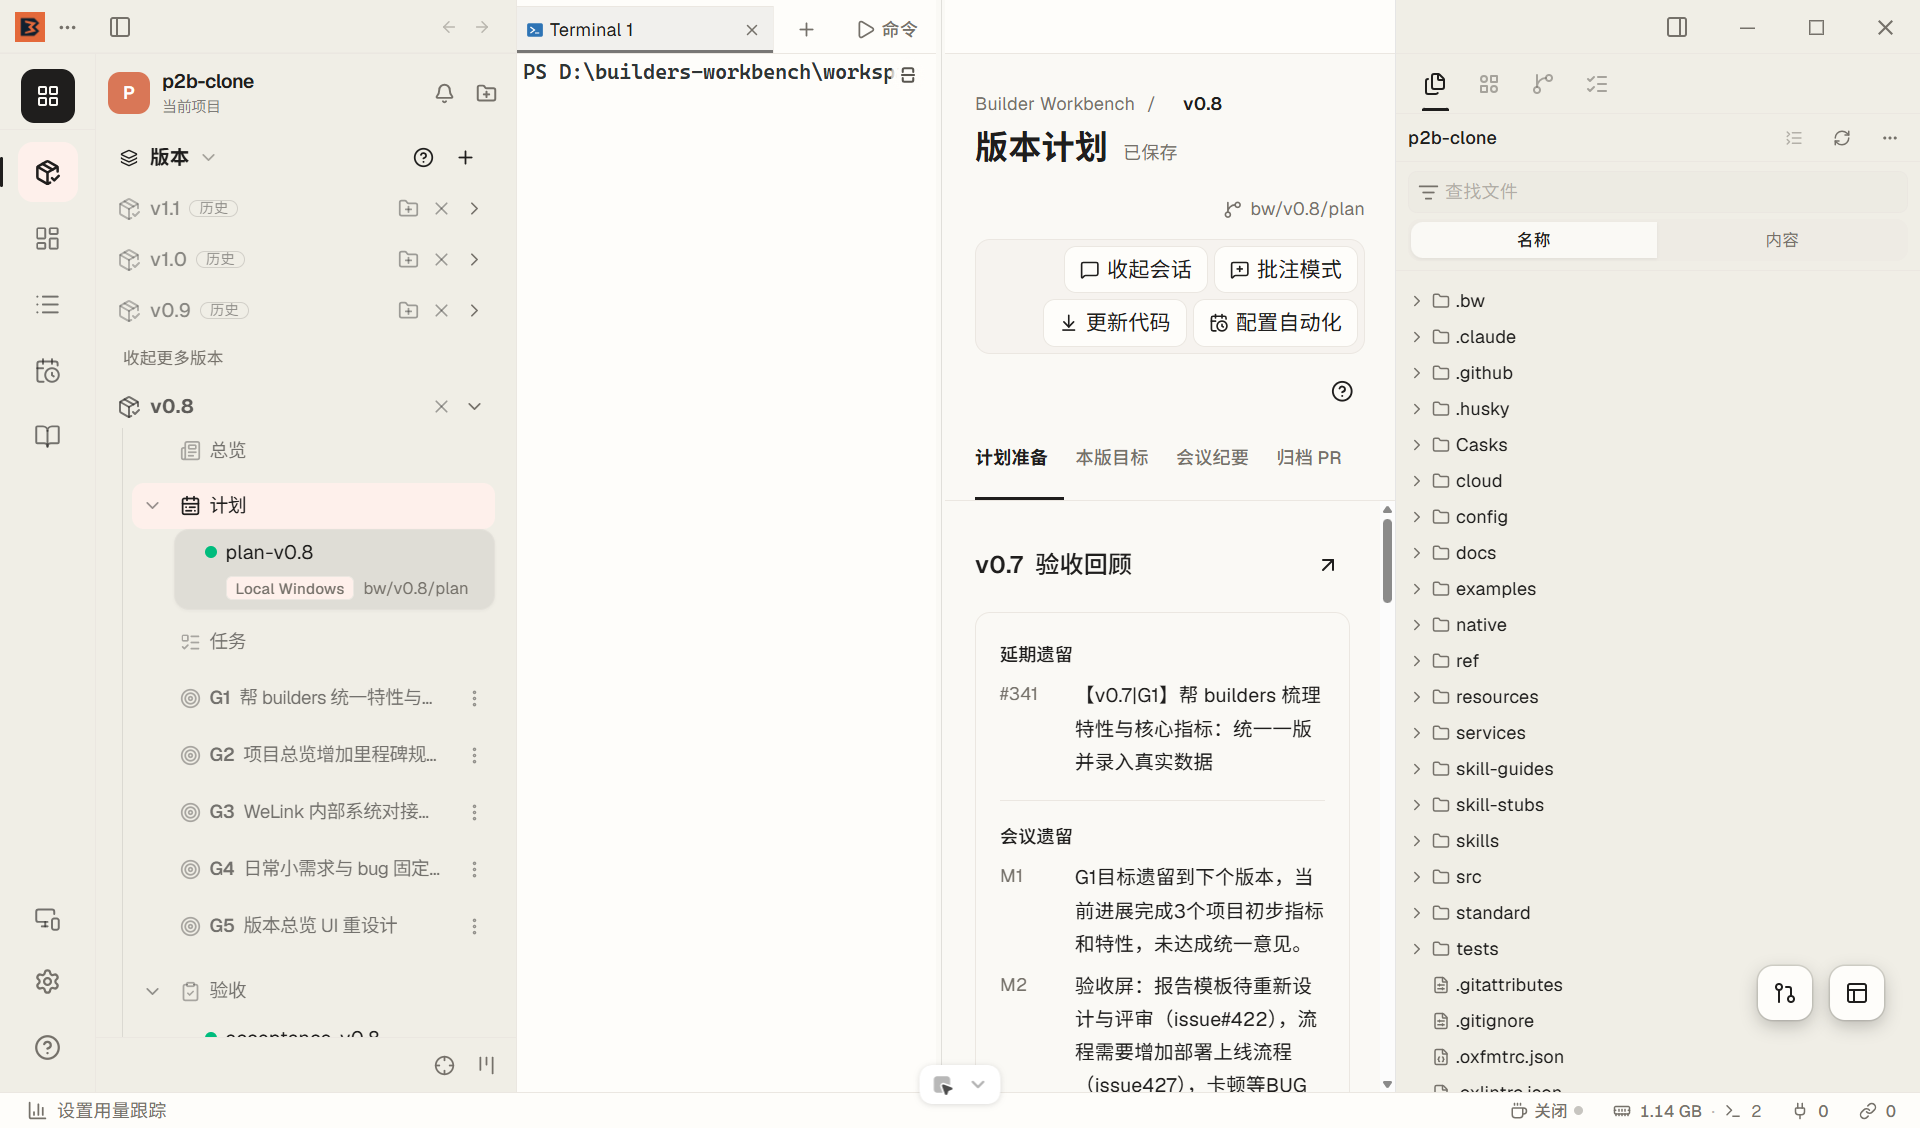 Terminal 1
命令
p2b-clone
当前项目
P
PS D:\builders-workbench\worksp
版本
v1.1 历史
v1.0 历史
v0.9 历史
收起更多版本
v0.8
总览
计划
plan-v0.8
Local Windows bw/v0.8/plan
任务
G1 帮 builders 统一特性与...
G2 项目总览增加里程碑规...
G3 WeLink 内部系统对接...
G4 日常小需求与 bug 固定...
G5 版本总览 UI 重设计
验收
acceptance-v0.8
设置用量跟踪
Builder Workbench / v0.8
版本计划 已保存
bw/v0.8/plan
收起会话 批注模式
更新代码 配置自动化
计划准备 本版目标 会议纪要 归档 PR
v0.7 验收回顾
延期遗留
#341 【v0.7|G1】帮 builders 梳理
特性与核心指标：统一一版
并录入真实数据
会议遗留
M1 G1目标遗留到下个版本，当
前进展完成3个项目初步指标
和特性，未达成统一意见。
M2 验收屏：报告模板待重新设
计与评审（issue#422），流
程需要增加部署上线流程
（issue427），卡顿等BUG
p2b-clone
查找文件
名称 内容
.bw
.claude
.github
.husky
Casks
cloud
config
docs
examples
native
ref
resources
services
skill-guides
skill-stubs
skills
src
standard
tests
.gitattributes
.gitignore
.oxfmtrc.json
.oxlintrc.json
关闭 1.14 GB · 2 0 0